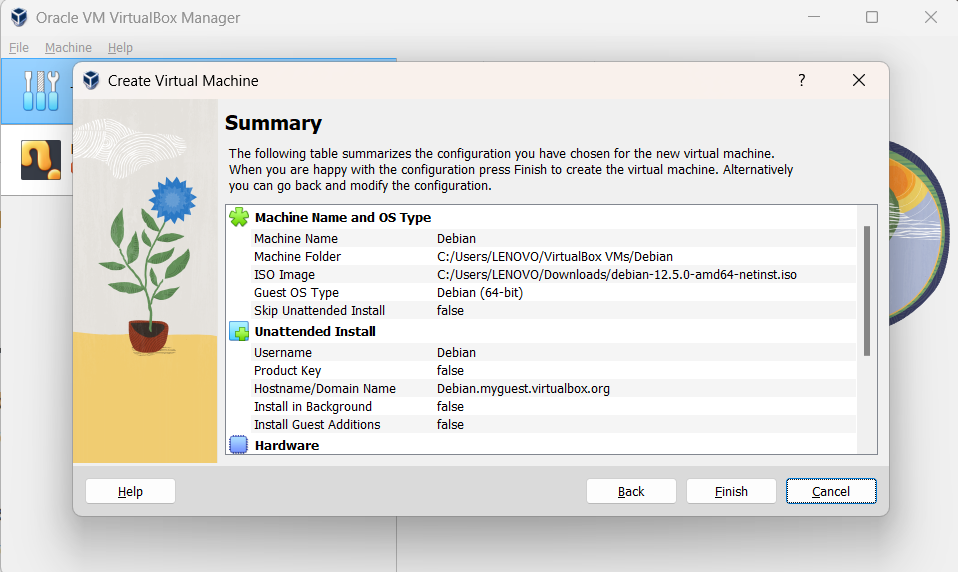 Oracle VM VirtualBox Manager
File Machine Help
Create Virtual Machine ?
Summary
The following table summarizes the configuration you have chosen for the new virtual machine.
When you are happy with the configuration press Finish to create the virtual machine. Alternatively
you can go back and modify the configuration.
Machine Name and OS Type
Machine Name Debian
Machine Folder C:/Users/LENOVO/VirtualBox VMs/Debian
ISO Image C:/Users/LENOVO/Downloads/debian-12.5.0-amd64-netinst.iso
Guest OS Type Debian (64-bit)
Skip Unattended Install false
Unattended Install
Username Debian
Product Key false
Hostname/Domain Name Debian.myguest.virtualbox.org
Install in Background false
Install Guest Additions false
Hardware
Help Back Finish Cancel